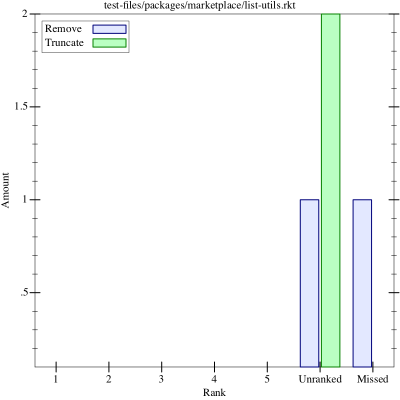 test-files/packages/marketplace/list-utils.rkt
Remove
Truncate
2
1.5
1
.5
Amount
1 2 3 4 5 Unranked Missed
Rank